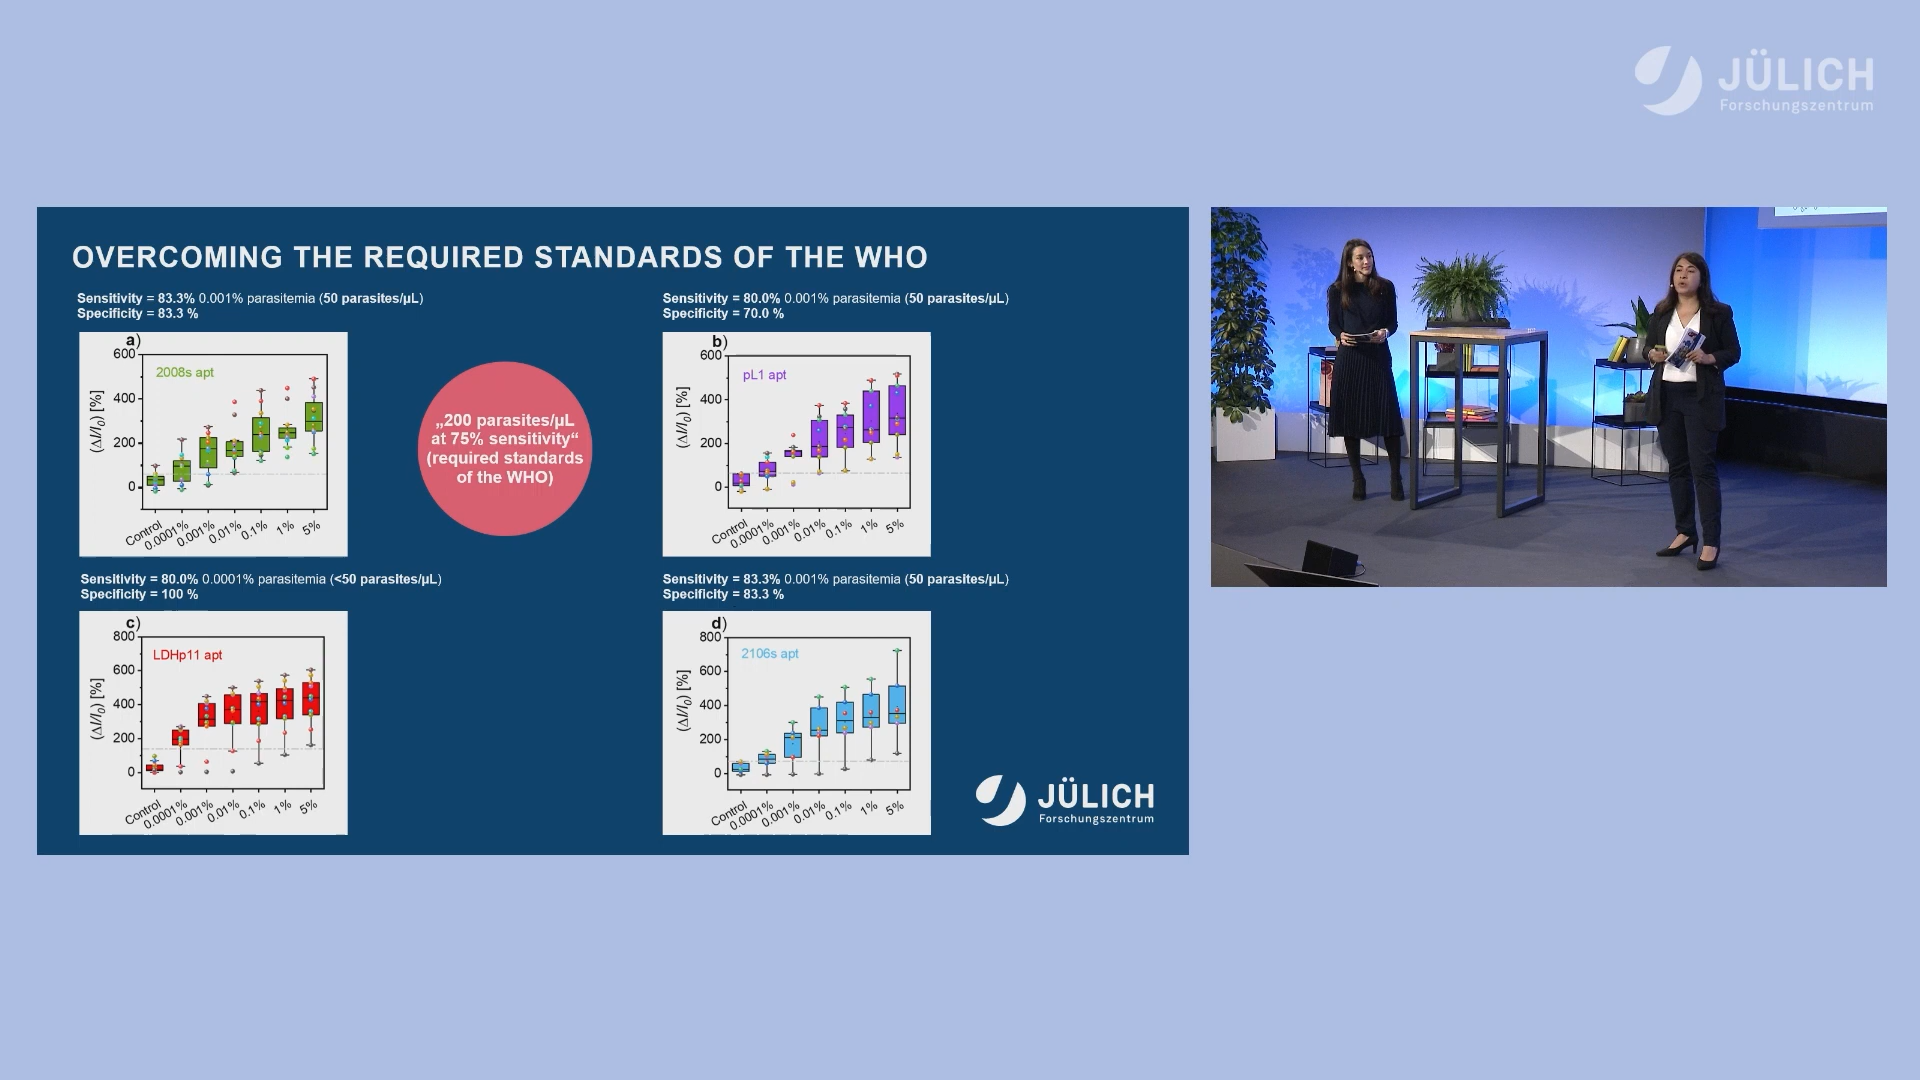 JÜLICH
Forschungszentrum
OVERCOMING THE REQUIRED STANDARDS OF THE WHO
Sensitivity = 83.3% 0.001% parasitemia (50 parasites/µL)
Specificity = 83.3 %
a)
600
400
200
0
(ΔI/I0) [%]
2008s apt
Control
0.0001%
0.001%
0.01%
0.1%
1%
5%
„200 parasites/µL
at 75% sensitivity“
(required standards
of the WHO)
Sensitivity = 80.0% 0.001% parasitemia (50 parasites/µL)
Specificity = 70.0 %
b)
600
400
200
0
(ΔI/I0) [%]
pL1 apt
Control
0.0001%
0.001%
0.01%
0.1%
1%
5%
Sensitivity = 80.0% 0.0001% parasitemia (<50 parasites/µL)
Specificity = 100 %
c)
800
600
400
200
0
(ΔI/I0) [%]
LDHp11 apt
Control
0.0001%
0.001%
0.01%
0.1%
1%
5%
Sensitivity = 83.3% 0.001% parasitemia (50 parasites/µL)
Specificity = 83.3 %
d)
800
600
400
200
0
(ΔI/I0) [%]
2106s apt
Control
0.0001%
0.001%
0.01%
0.1%
1%
5%
JÜLICH
Forschungszentrum